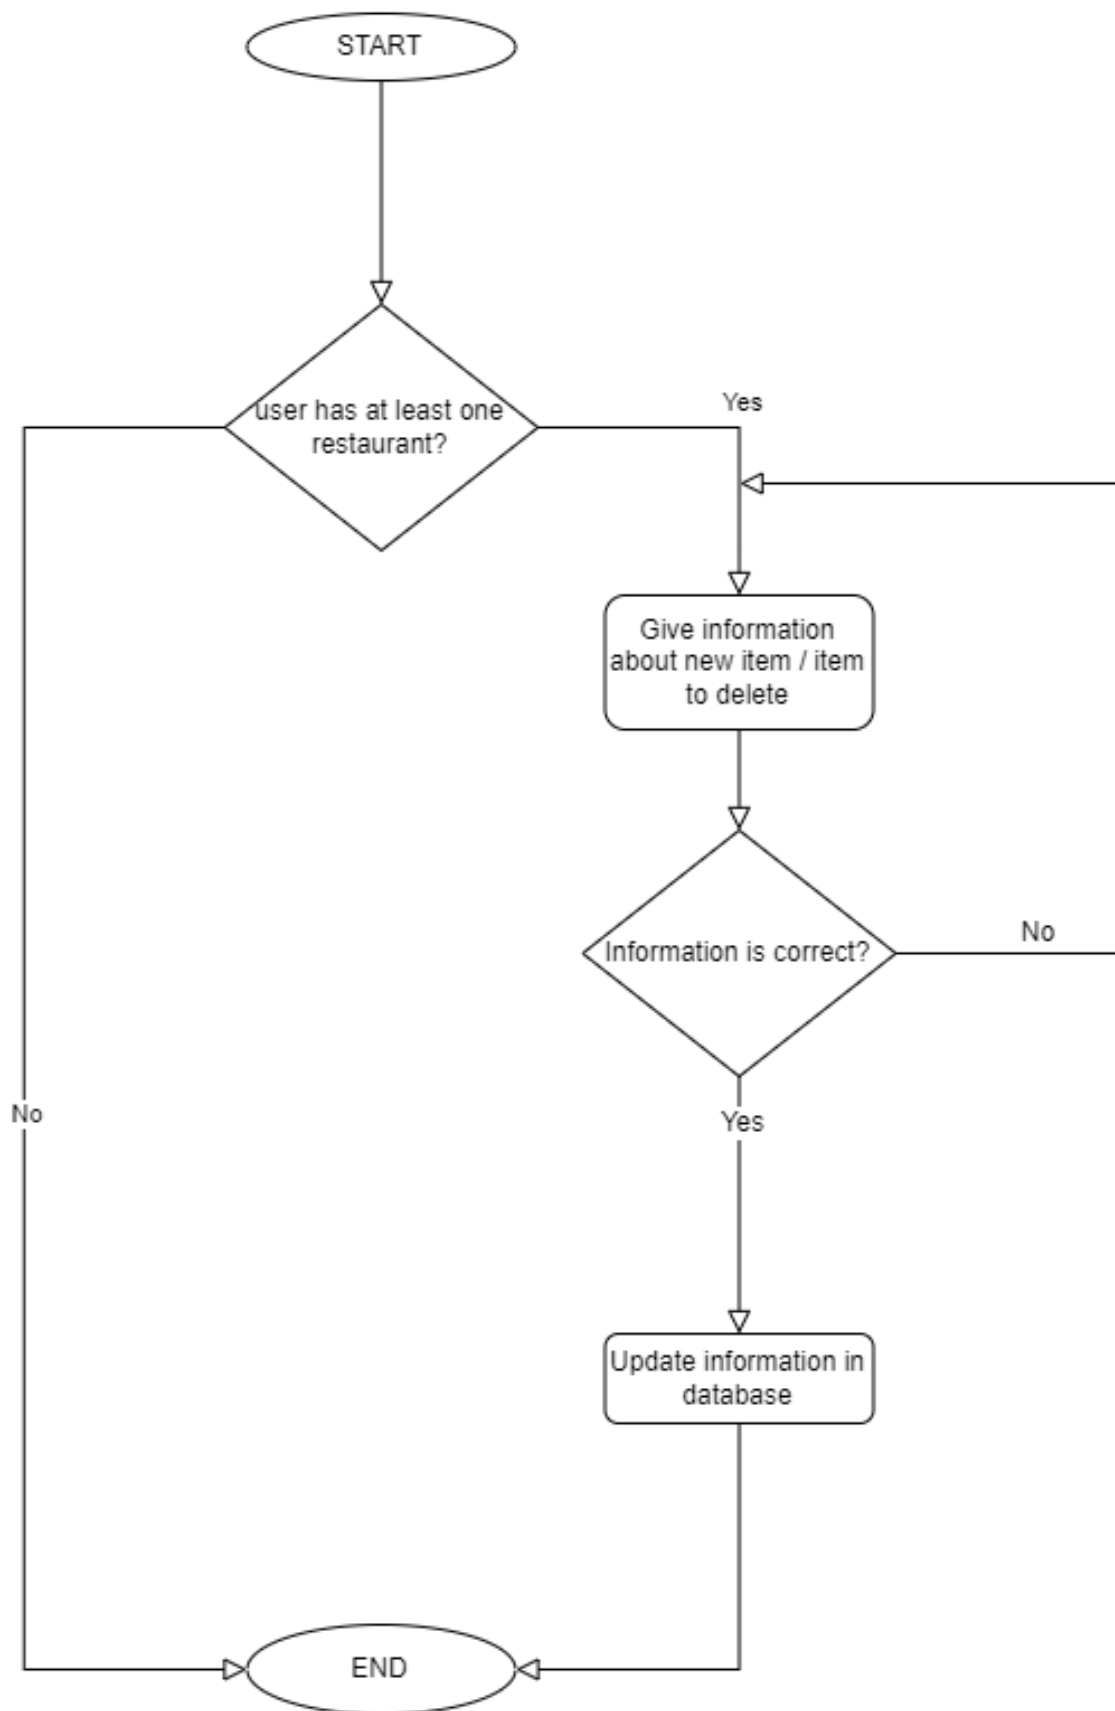 START
user has at least one
restaurant?
Yes
Give information
about new item / item
to delete
Information is correct?
No
No
Yes
Update information in
database
END